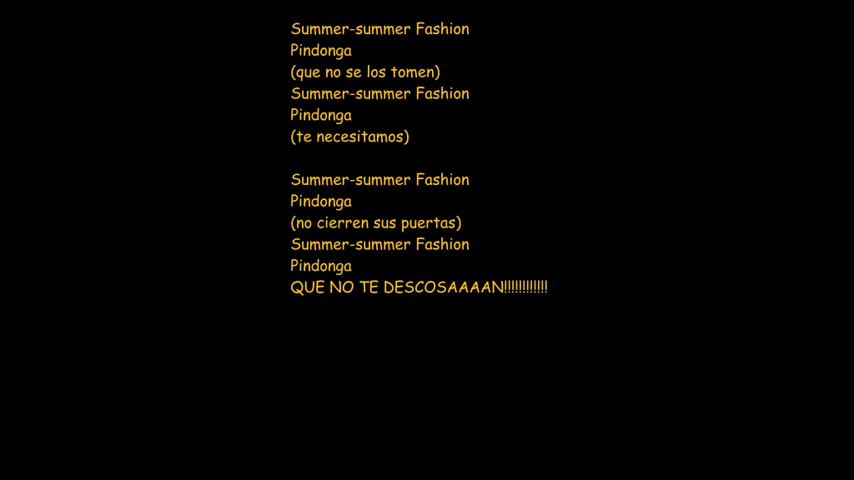 Summer-summer Fashion
Pindonga
(que no se los tomen)
Summer-summer Fashion
Pindonga
(te necesitamos)
Summer-summer Fashion
Pindonga
(no cierren sus puertas)
Summer-summer Fashion
Pindonga
QUE NO TE DESCOSAAAAN!!!!!!!!!!!!